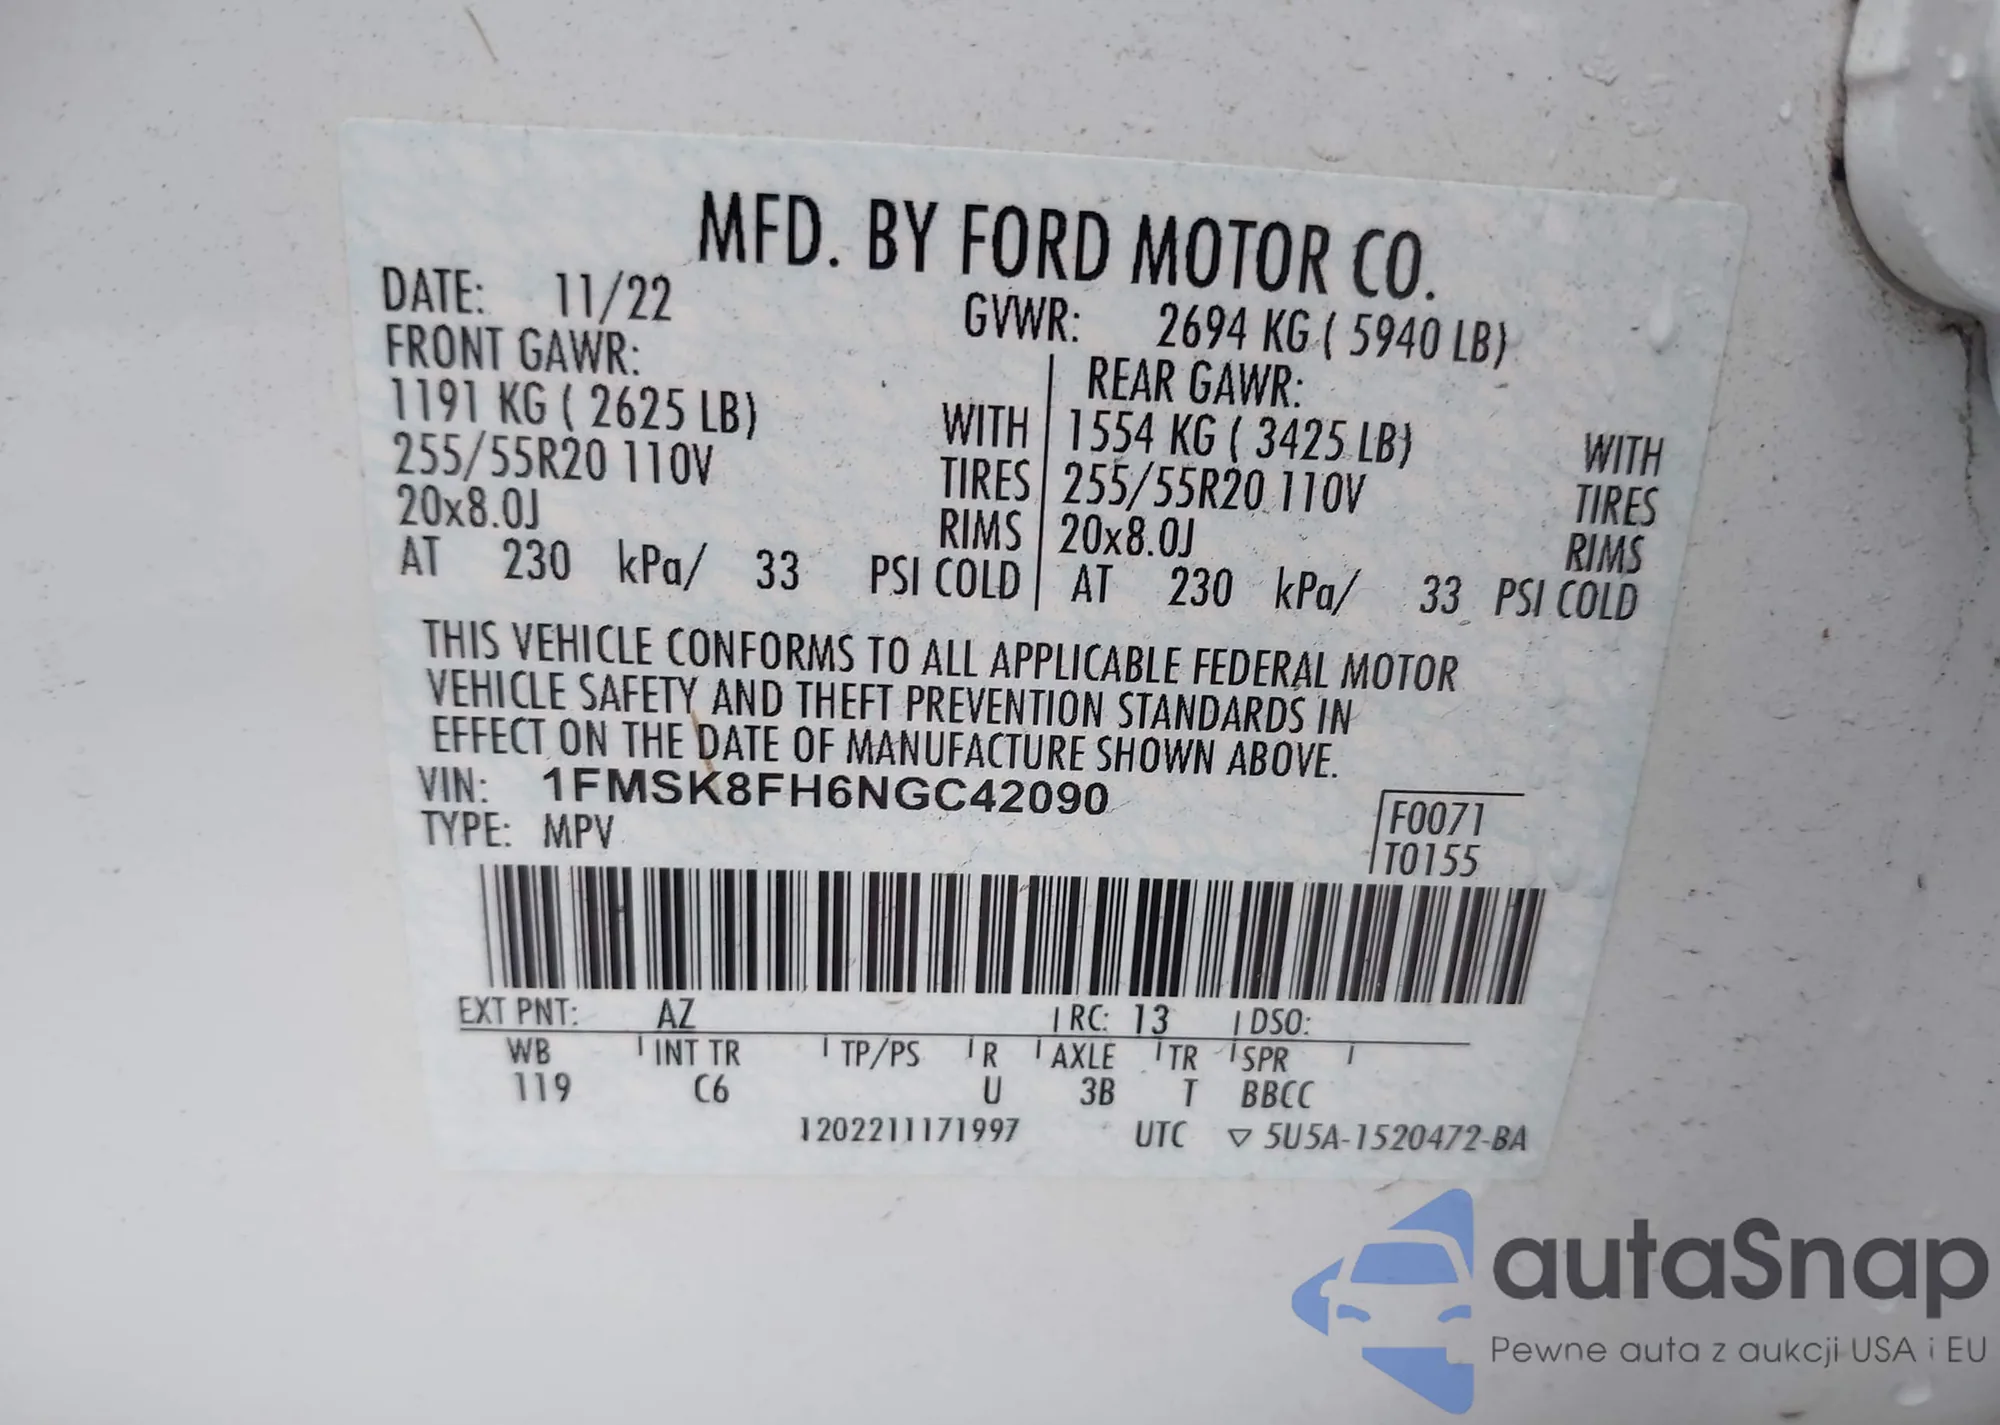 MFD. BY FORD MOTOR CO.
DATE: 11/22 GVWR: 2694 KG ( 5940 LB)
FRONT GAWR: REAR GAWR:
1191 KG ( 2625 LB) WITH 1554 KG ( 3425 LB) WITH
255/55R20 110V TIRES 255/55R20 110V TIRES
20x8.0J RIMS 20x8.0J RIMS
AT 230 kPa/ 33 PSI COLD AT 230 kPa/ 33 PSI COLD
THIS VEHICLE CONFORMS TO ALL APPLICABLE FEDERAL MOTOR
VEHICLE SAFETY AND THEFT PREVENTION STANDARDS IN
EFFECT ON THE DATE OF MANUFACTURE SHOWN ABOVE.
VIN: 1FMSK8FH6NGC42090
TYPE: MPV
F0071
T0155
EXT PNT: AZ RC: 13 DSO:
WB INT TR TP/PS R AXLE TR SPR
119 C6 U 3B T BBCC
1202211171997 UTC ▽ 5U5A-1520472-BA
autaSnap
Pewne auta z aukcji USA i EU